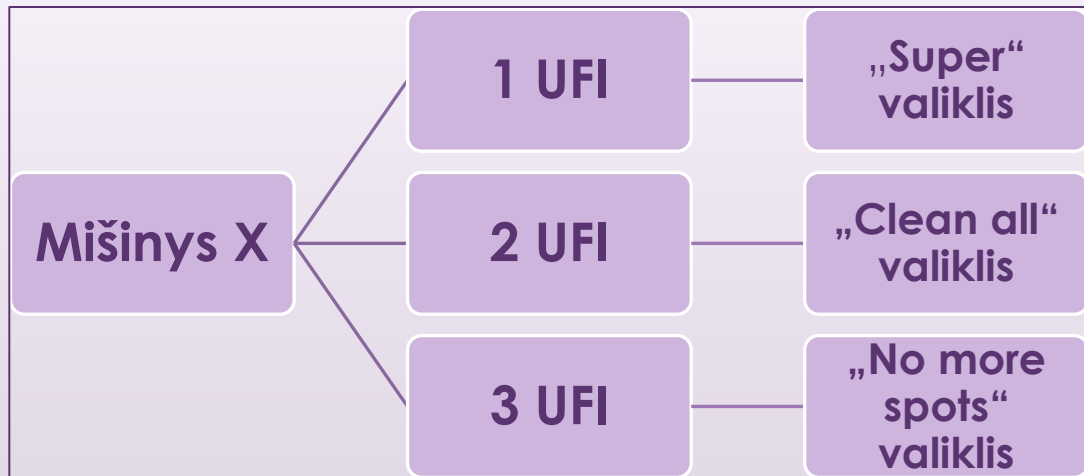 Mišinys X
1 UFI
,,Super“
valiklis
2 UFI
„Clean all“
valiklis
3 UFI
„No more
spots“
valiklis